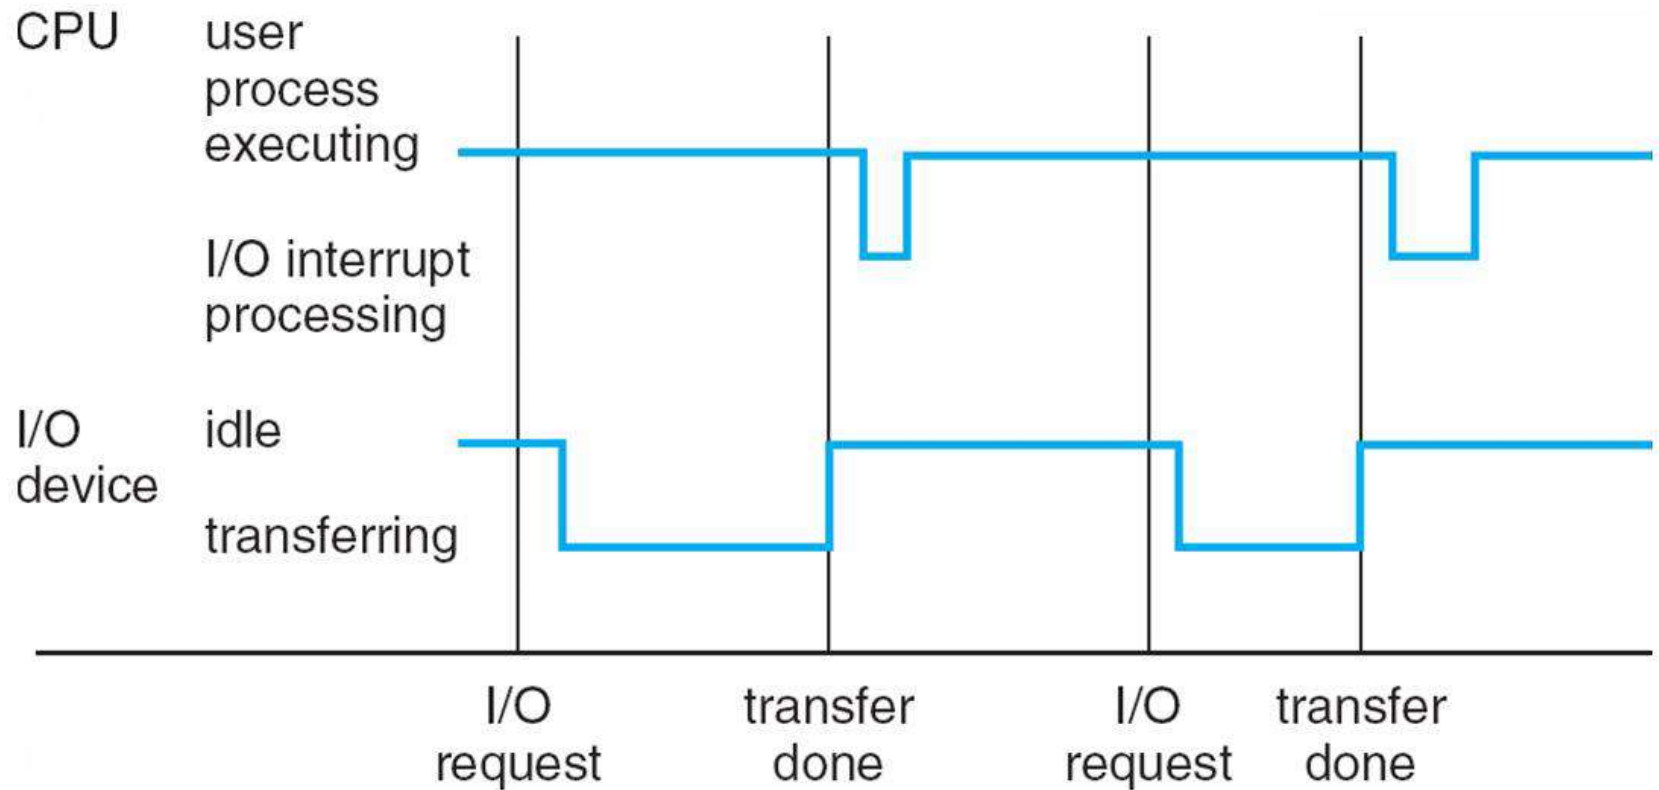 CPU
user
process
executing
I/O interrupt
processing
I/O
device
idle
transferring
I/O
request
transfer
done
I/O
request
transfer
done